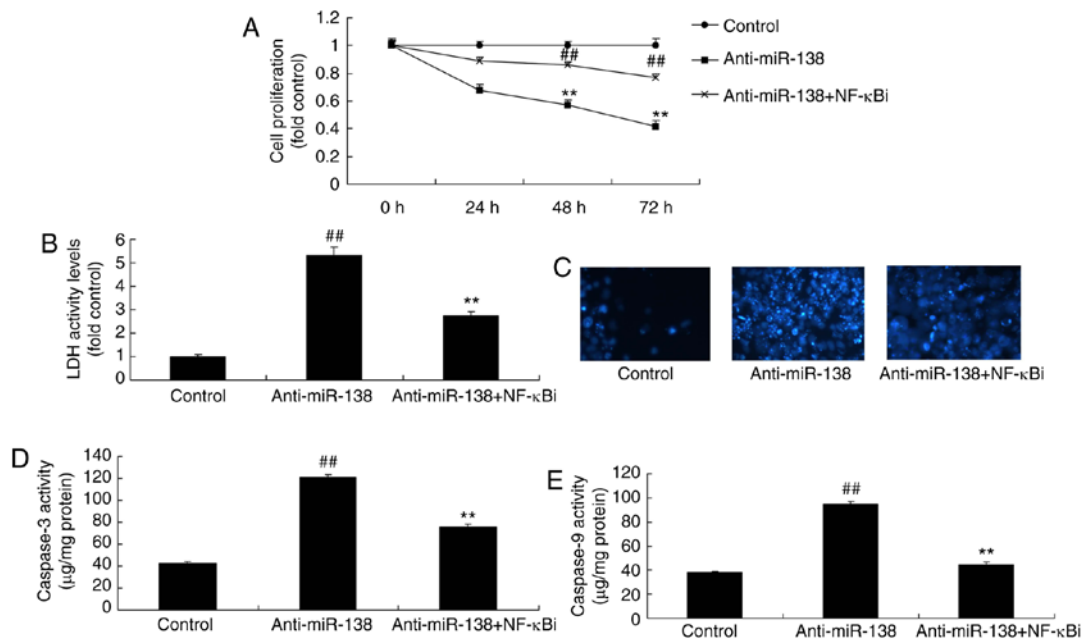 A
Cell proliferation
(fold control)
1.2
1
0.8
0.6
0.4
0.2
0
0 h 24 h 48 h 72 h
## ##
** **
Control
Anti-miR-138
Anti-miR-138+NF-κBi
B
LDH activity levels
(fold control)
6
5
4
3
2
1
0
##
**
Control Anti-miR-138 Anti-miR-138+NF-κBi
C
Control Anti-miR-138 Anti-miR-138+NF-κBi
D
Caspase-3 activity
(μg/mg protein)
140
120
100
80
60
40
20
0
##
**
Control Anti-miR-138 Anti-miR-138+NF-κBi
E
Caspase-9 activity
(μg/mg protein)
120
100
80
60
40
20
0
##
**
Control Anti-miR-138 Anti-miR-138+NF-κBi